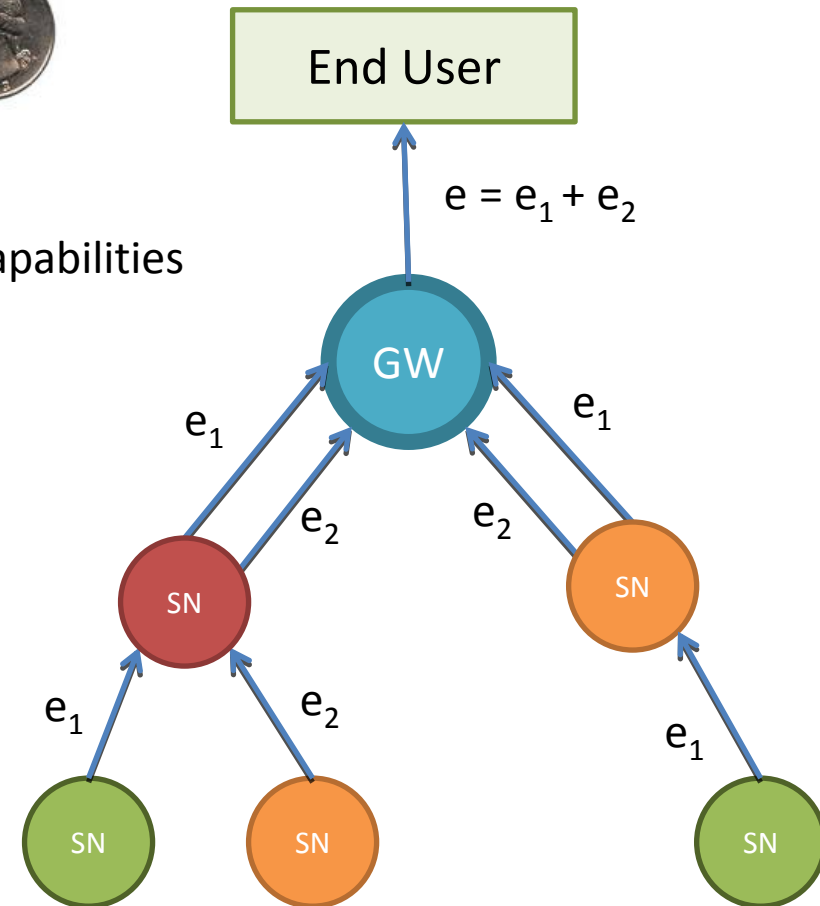 End User
e = e₁ + e₂
apabilities
GW
e₁
e₁
e₂
e₂
SN
SN
e₁
e₂
e₁
SN
SN
SN